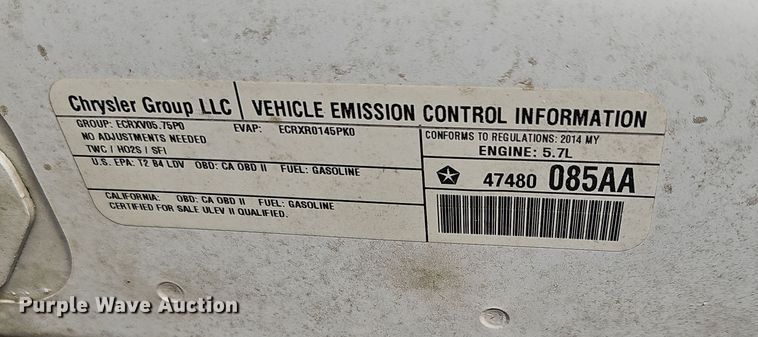 Chrysler Group LLC
VEHICLE EMISSION CONTROL INFORMATION
GROUP: ECRXV05.75P0 EVAP: ECRXR0145PK0
NO ADJUSTMENTS NEEDED
TWC / HO2S / SFI
U.S. EPA: T2 B4 LDV OBD: CA OBD II FUEL: GASOLINE
CALIFORNIA: OBD: CA OBD II FUEL: GASOLINE
CERTIFIED FOR SALE ULEV II QUALIFIED.
CONFORMS TO REGULATIONS: 2014 MY
ENGINE: 5.7L
47480 085AA
Purple Wave Auction